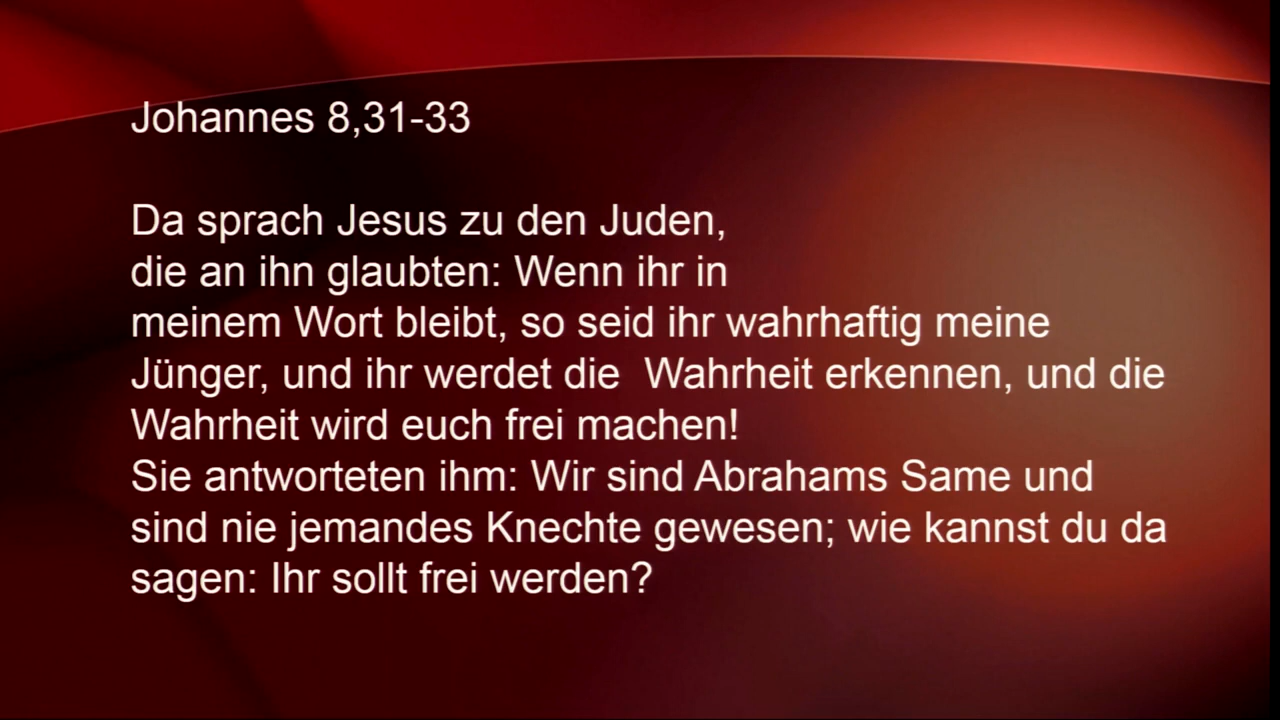 Johannes 8,31-33
Da sprach Jesus zu den Juden,
die an ihn glaubten: Wenn ihr in
meinem Wort bleibt, so seid ihr wahrhaftig meine
Jünger, und ihr werdet die  Wahrheit erkennen, und die
Wahrheit wird euch frei machen!
Sie antworteten ihm: Wir sind Abrahams Same und
sind nie jemandes Knechte gewesen; wie kannst du da
sagen: Ihr sollt frei werden?